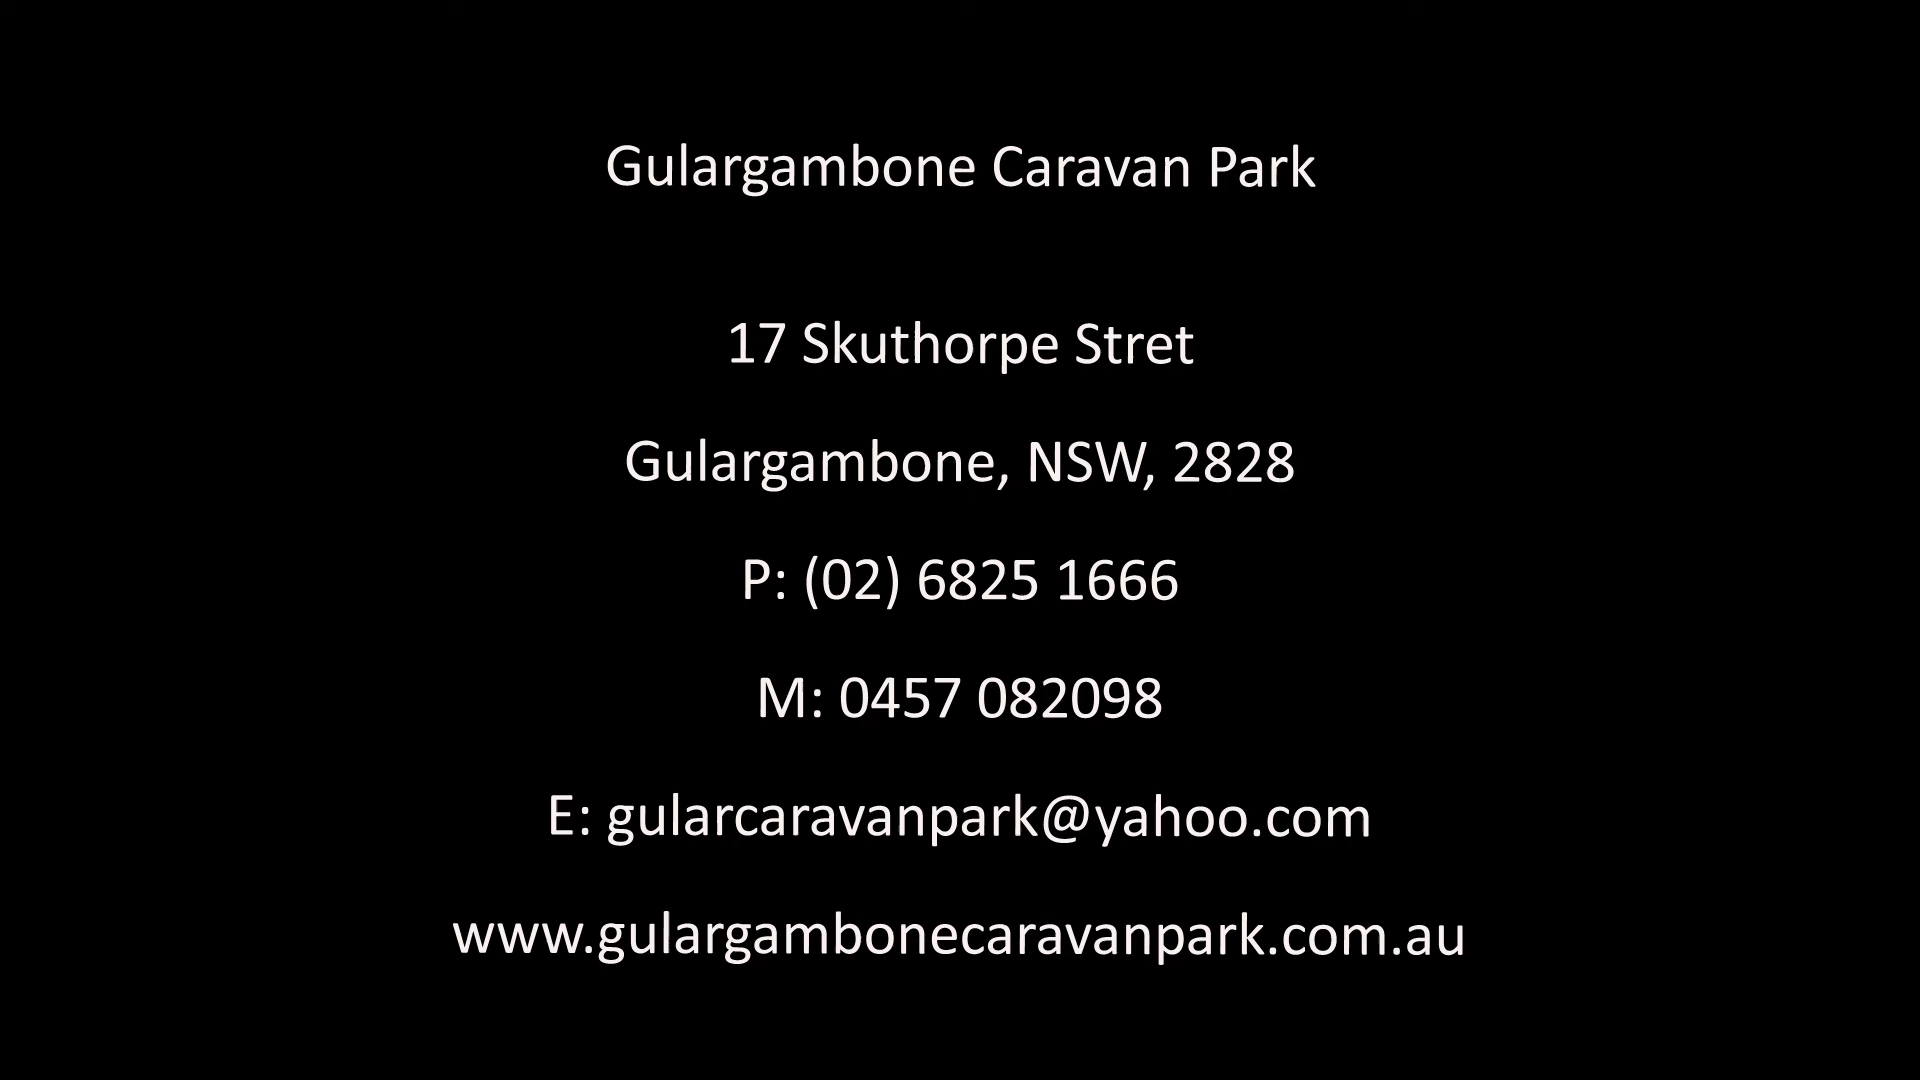 Gulargambone Caravan Park
17 Skuthorpe Stret
Gulargambone, NSW, 2828
P: (02) 6825 1666
M: 0457 082098
E: gularcaravanpark@yahoo.com
www.gulargambonecaravanpark.com.au